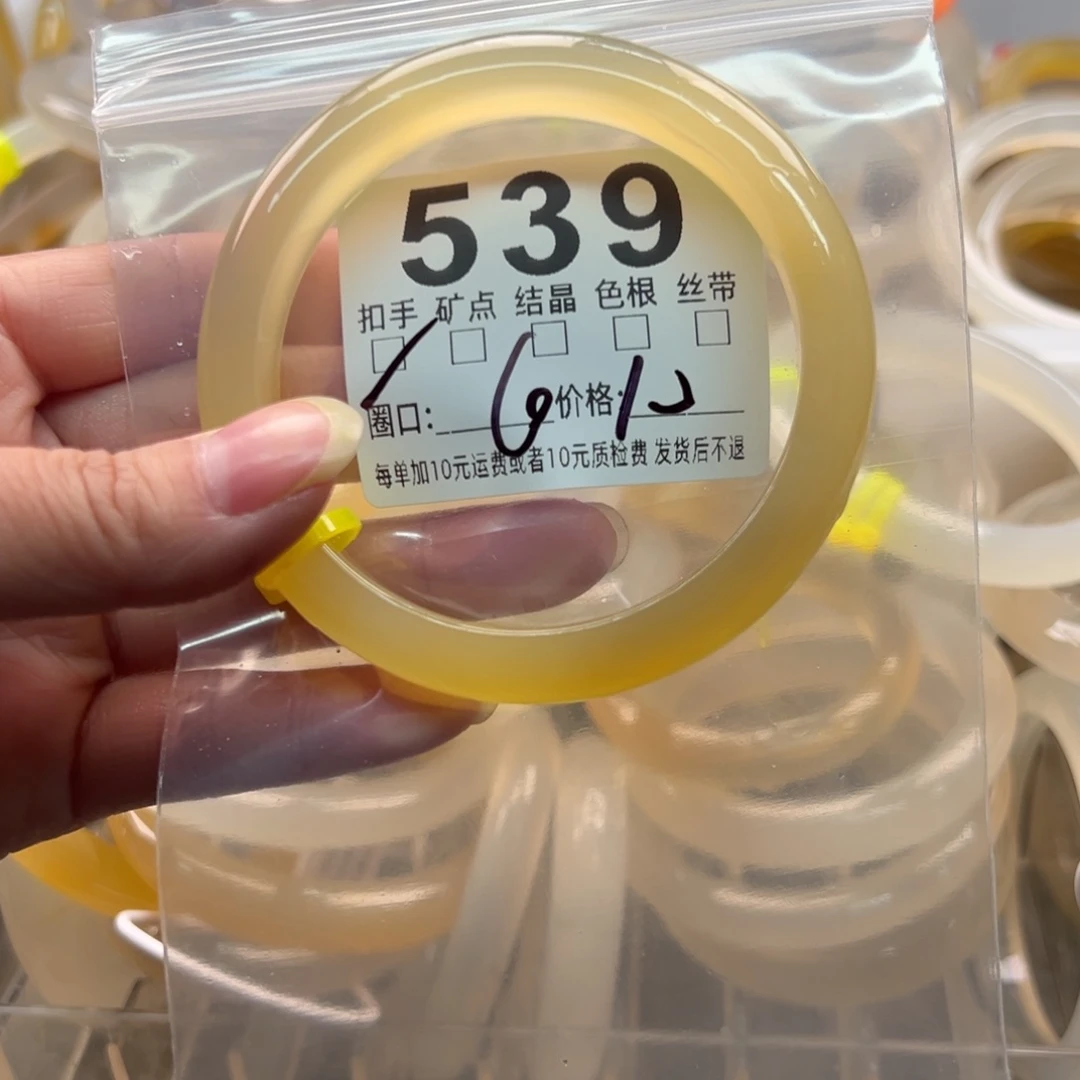 539
扣手 矿点 结晶 色根 丝带
圈口: 价格:
每单加10元运费或者10元质检费 发货后不退